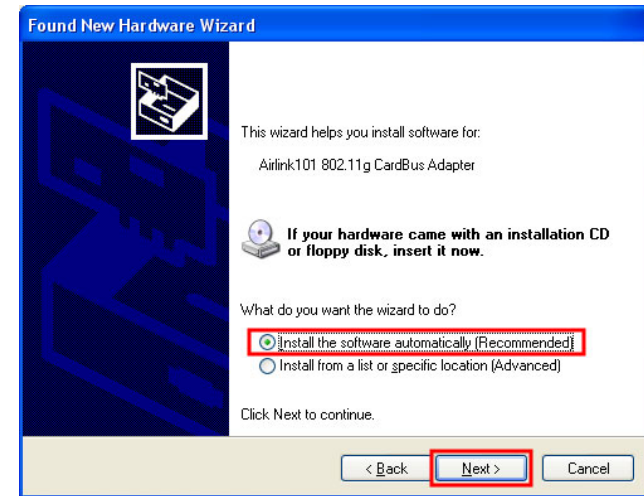 Found New Hardware Wizard
This wizard helps you install software for:
Airlink101 802.11g CardBus Adapter
If your hardware came with an installation CD
or floppy disk, insert it now.
What do you want the wizard to do?
Install the software automatically (Recommended)
Install from a list or specific location (Advanced)
Click Next to continue.
< Back Next > Cancel